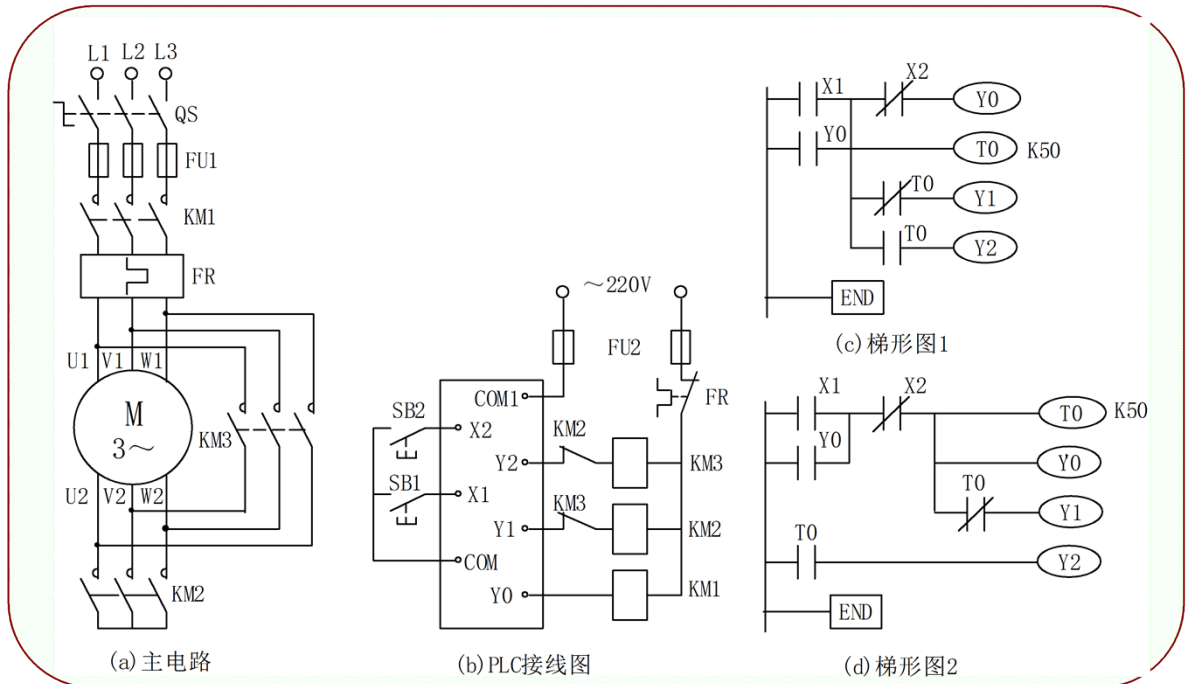 L1 L2 L3
QS
FU1
KM1
FR
U1 V1 W1
M
3～
KM3
U2 V2 W2
KM2
(a)主电路
～220V
FU2
COM1
FR
SB2
X2
KM2
Y2
KM3
SB1
X1
KM3
Y1
KM2
COM
Y0
KM1
(b)PLC接线图
X1 X2
Y0
Y0
T0 K50
T0
Y1
T0
Y2
END
(c)梯形图1
X1 X2
T0 K50
Y0
Y0
T0
Y1
T0
Y2
END
(d)梯形图2